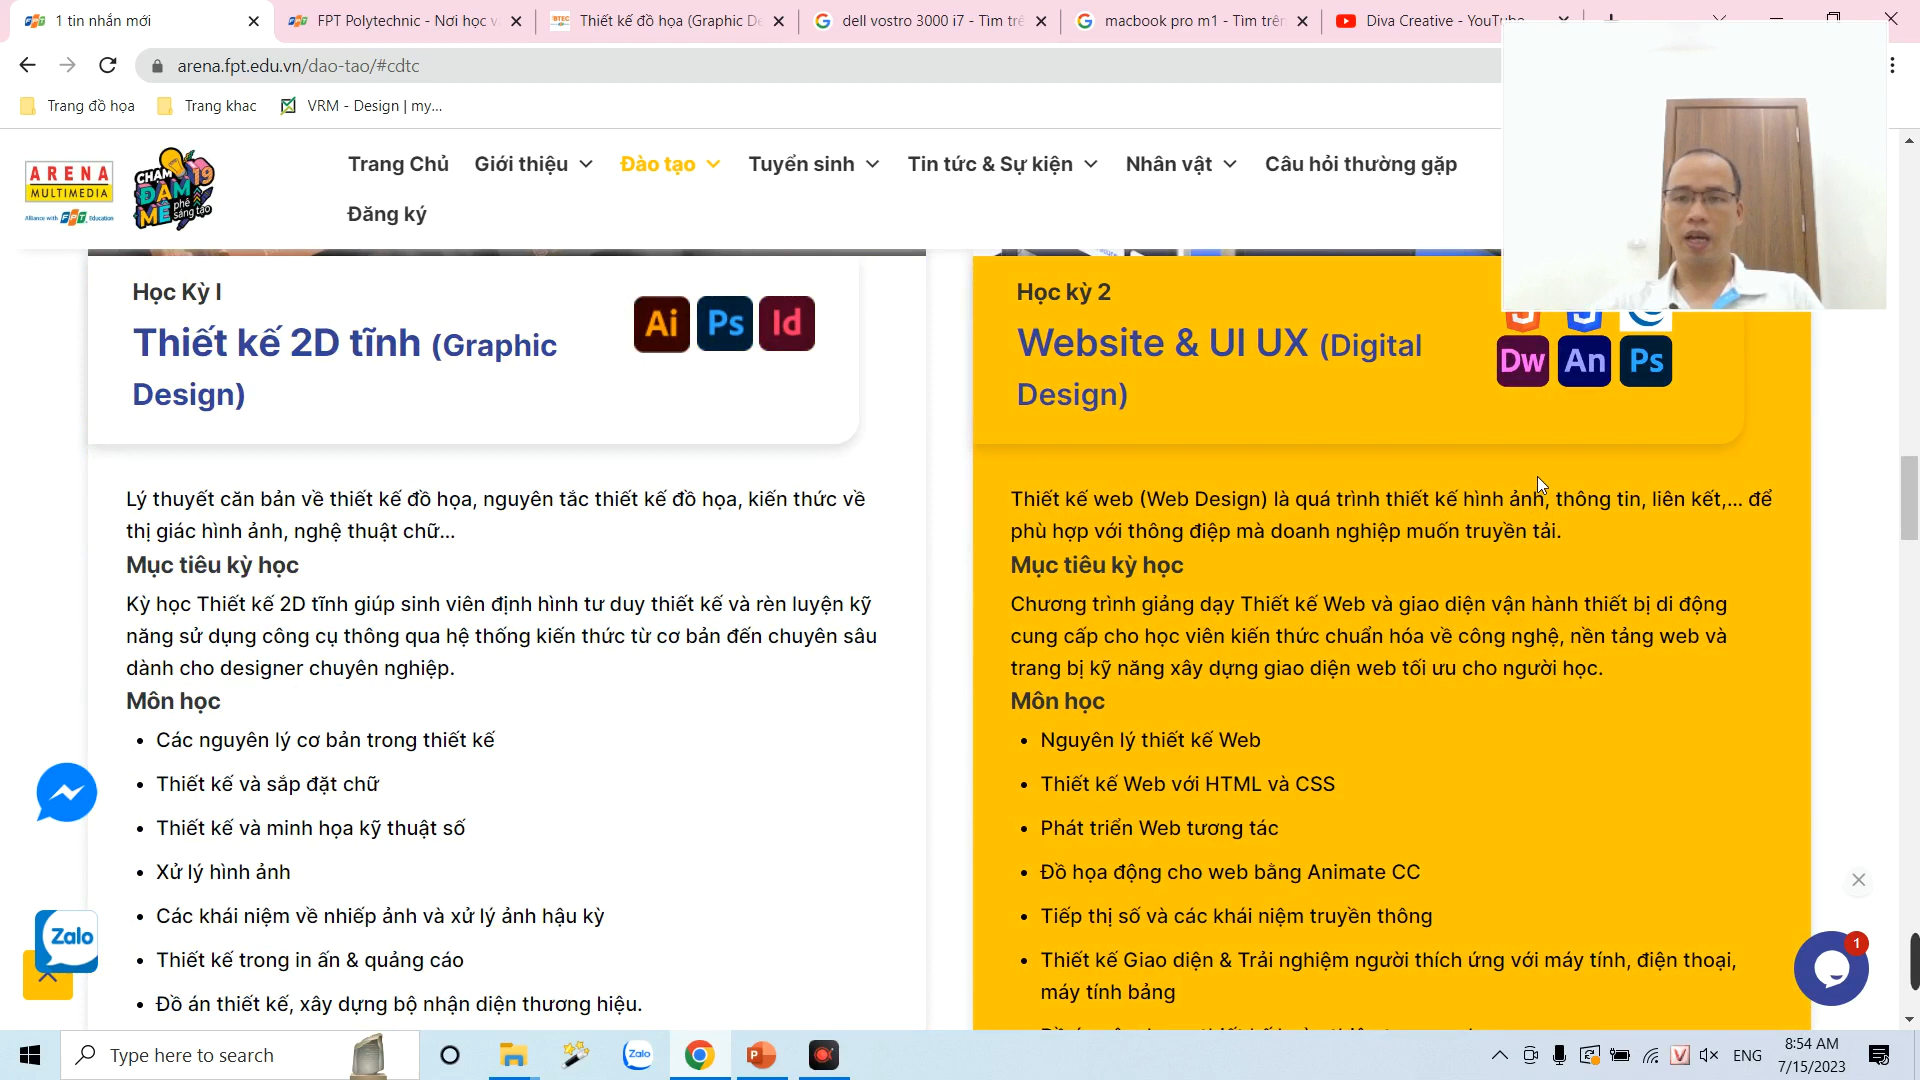 1 tin nhắn mới
FPT Polytechnic - Nơi học v
Thiết kế đồ họa (Graphic De
dell vostro 3000 i7 - Tìm trê
macbook pro m1 - Tìm trên
Diva Creative - YouTube
arena.fpt.edu.vn/dao-tao/#cdtc
Trang đồ họa
Trang khac
VRM - Design | my...
ARENA
MULTIMEDIA
Alliance with FPT Education
CHẠM 19
ĐAM
MÊ phê
sáng tạo
Trang Chủ
Giới thiệu
Đào tạo
Tuyển sinh
Tin tức & Sự kiện
Nhân vật
Câu hỏi thường gặp
Đăng ký
Học Kỳ I
Thiết kế 2D tĩnh (Graphic
Design)
Ai Ps Id
Lý thuyết căn bản về thiết kế đồ họa, nguyên tắc thiết kế đồ họa, kiến thức về
thị giác hình ảnh, nghệ thuật chữ...
Mục tiêu kỳ học
Kỳ học Thiết kế 2D tĩnh giúp sinh viên định hình tư duy thiết kế và rèn luyện kỹ
năng sử dụng công cụ thông qua hệ thống kiến thức từ cơ bản đến chuyên sâu
dành cho designer chuyên nghiệp.
Môn học
• Các nguyên lý cơ bản trong thiết kế
• Thiết kế và sắp đặt chữ
• Thiết kế và minh họa kỹ thuật số
• Xử lý hình ảnh
• Các khái niệm về nhiếp ảnh và xử lý ảnh hậu kỳ
• Thiết kế trong in ấn & quảng cáo
• Đồ án thiết kế, xây dựng bộ nhận diện thương hiệu.
Học kỳ 2
Website & UI UX (Digital
Design)
Dw An Ps
Thiết kế web (Web Design) là quá trình thiết kế hình ảnh, thông tin, liên kết,... để
phù hợp với thông điệp mà doanh nghiệp muốn truyền tải.
Mục tiêu kỳ học
Chương trình giảng dạy Thiết kế Web và giao diện vận hành thiết bị di động
cung cấp cho học viên kiến thức chuẩn hóa về công nghệ, nền tảng web và
trang bị kỹ năng xây dựng giao diện web tối ưu cho người học.
Môn học
• Nguyên lý thiết kế Web
• Thiết kế Web với HTML và CSS
• Phát triển Web tương tác
• Đồ họa động cho web bằng Animate CC
• Tiếp thị số và các khái niệm truyền thông
• Thiết kế Giao diện & Trải nghiệm người thích ứng với máy tính, điện thoại,
máy tính bảng
Zalo
1
Type here to search
Zalo
ENG
8:54 AM
7/15/2023